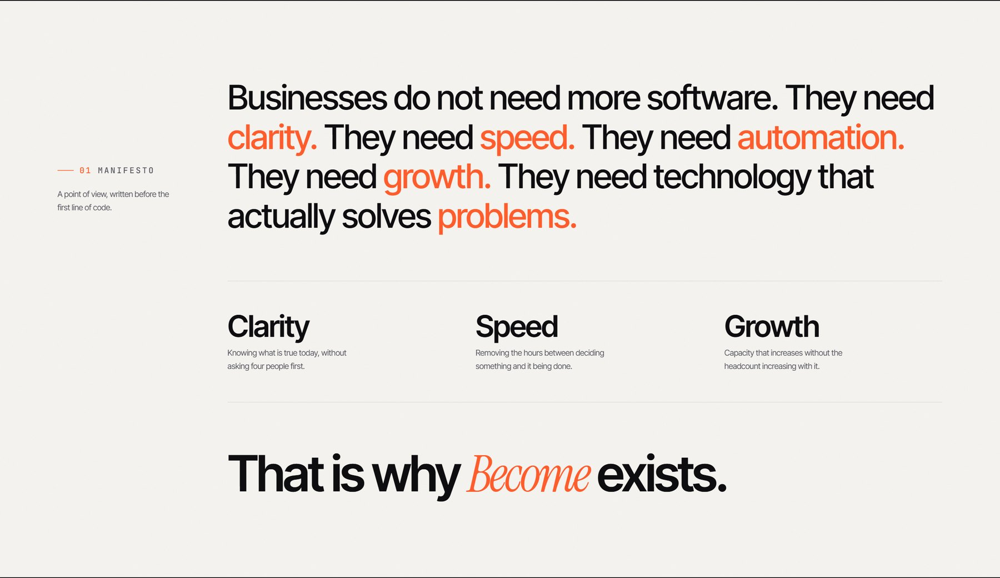 01 MANIFESTO
A point of view, written before the
first line of code.
Businesses do not need more software. They need
clarity. They need speed. They need automation.
They need growth. They need technology that
actually solves problems.
Clarity
Knowing what is true today, without
asking four people first.
Speed
Removing the hours between deciding
something and it being done.
Growth
Capacity that increases without the
headcount increasing with it.
That is why Become exists.